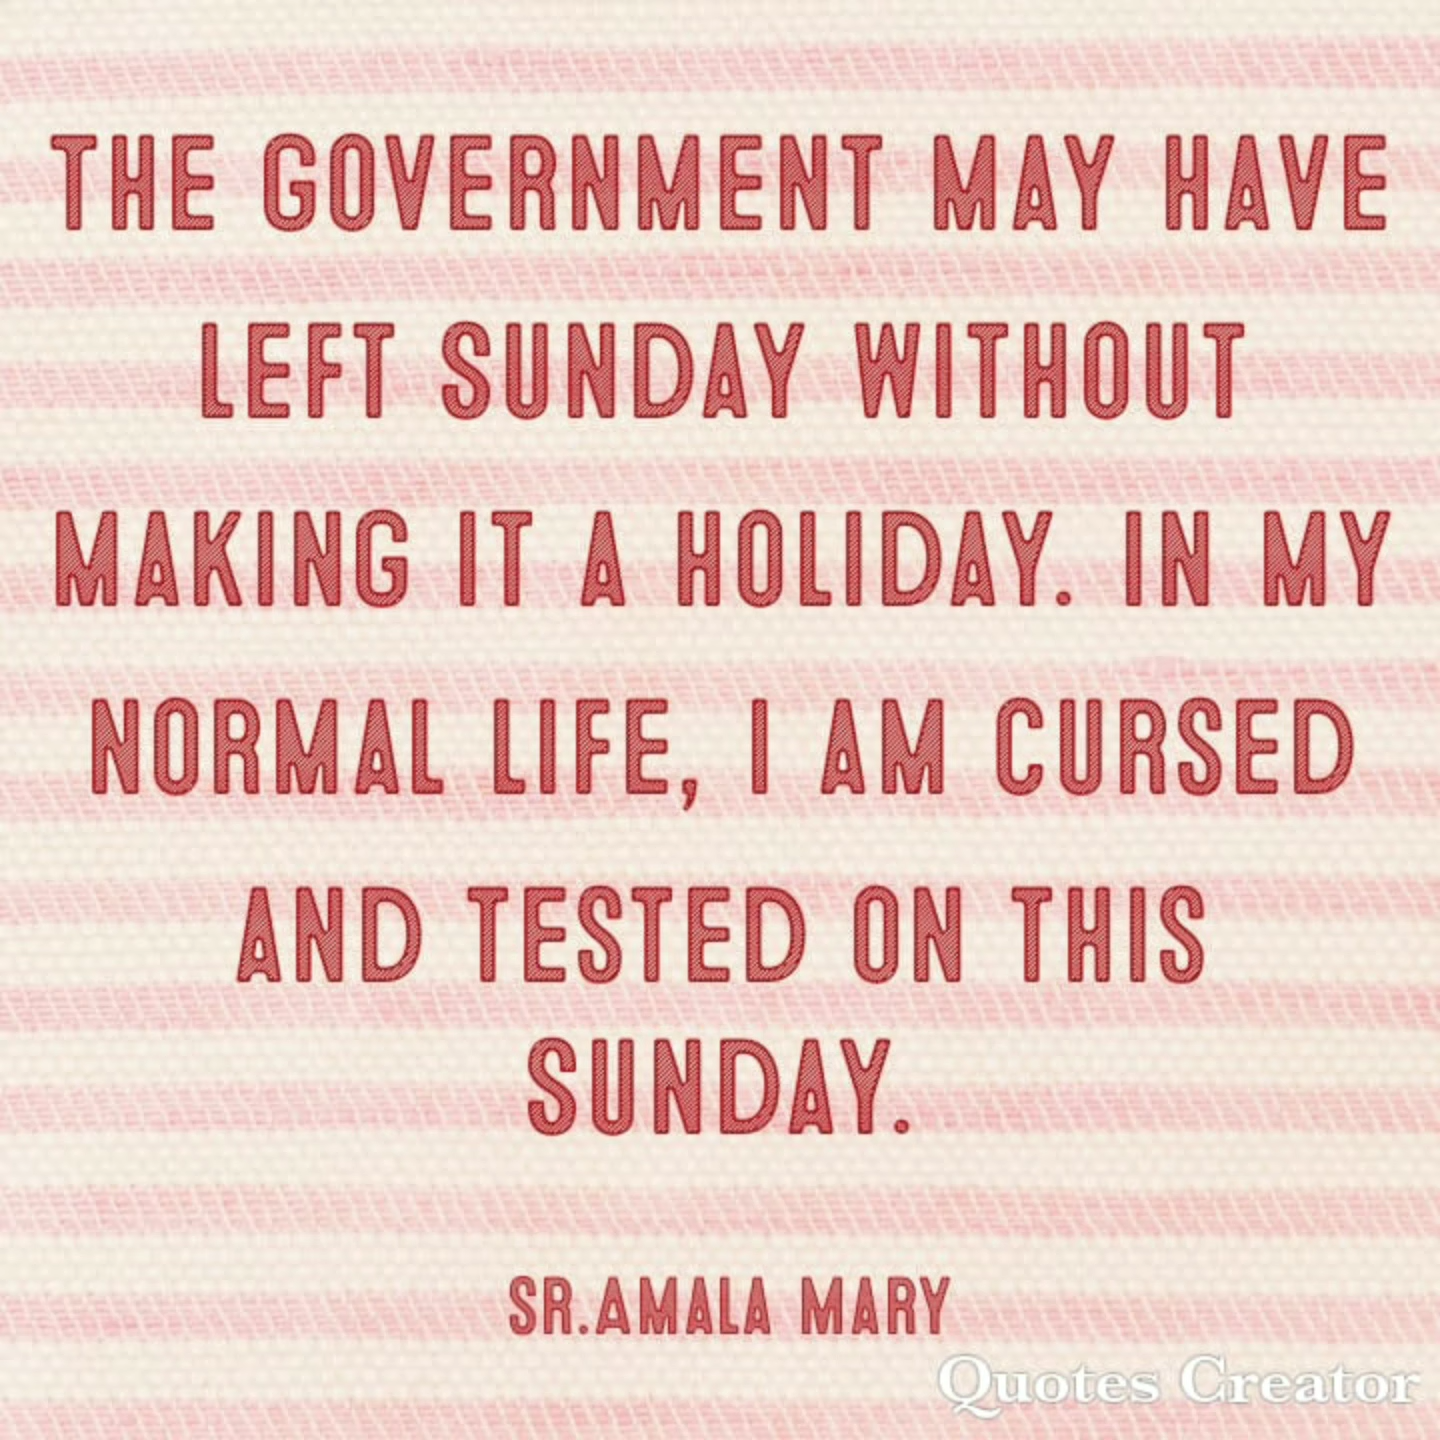 THE GOVERNMENT MAY HAVE
LEFT SUNDAY WITHOUT
MAKING IT A HOLIDAY. IN MY
NORMAL LIFE, I AM CURSED
AND TESTED ON THIS
SUNDAY.
SR.AMALA MARY
Quotes Creator